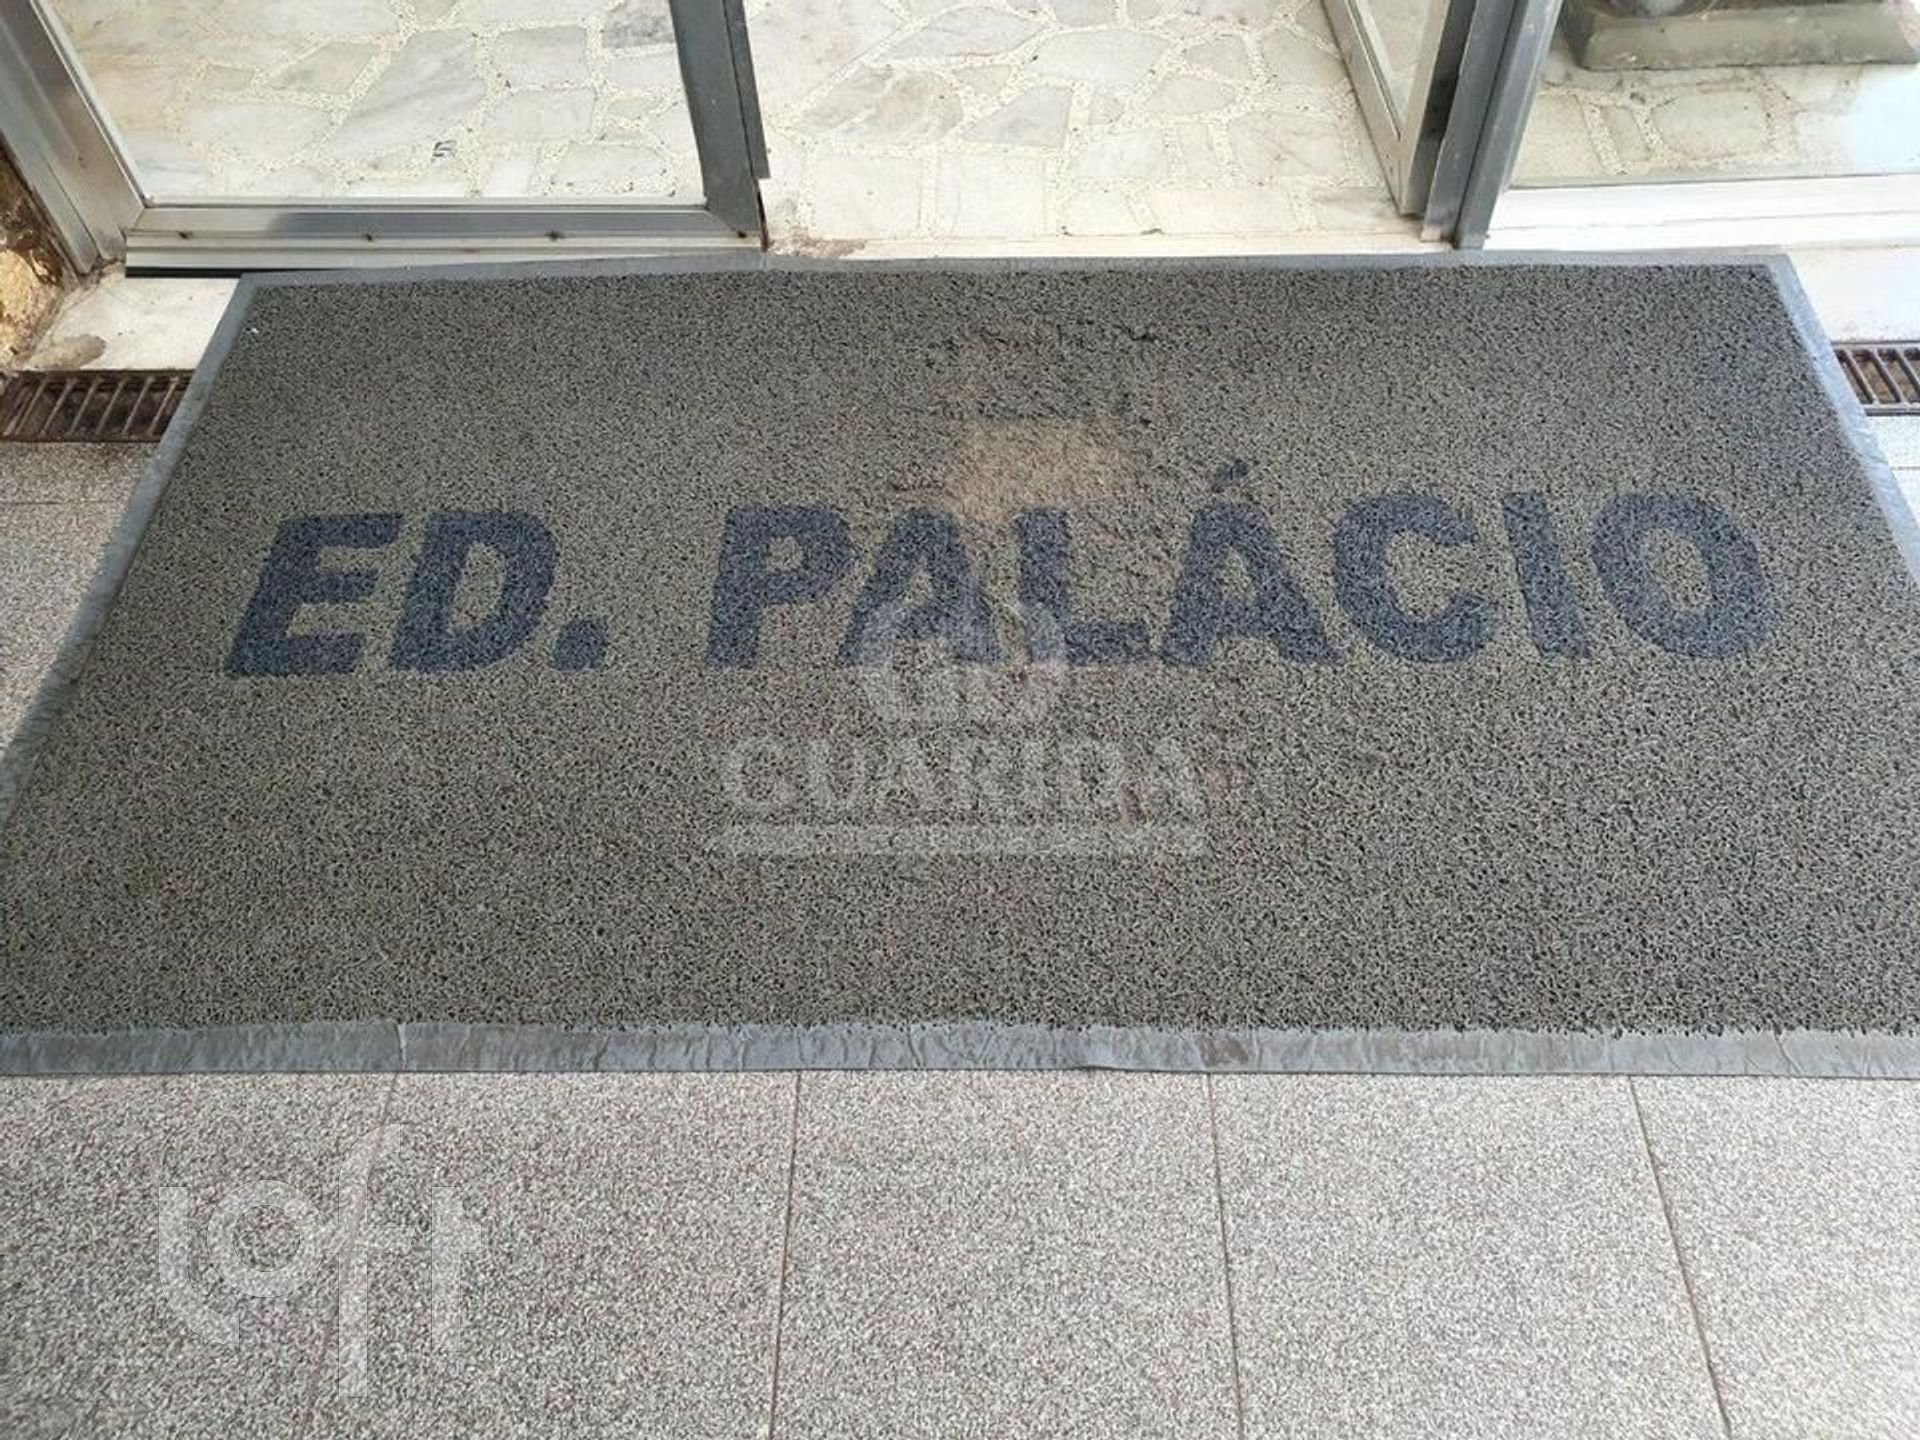 ED. PALÁCIO
GUARIDA
loft